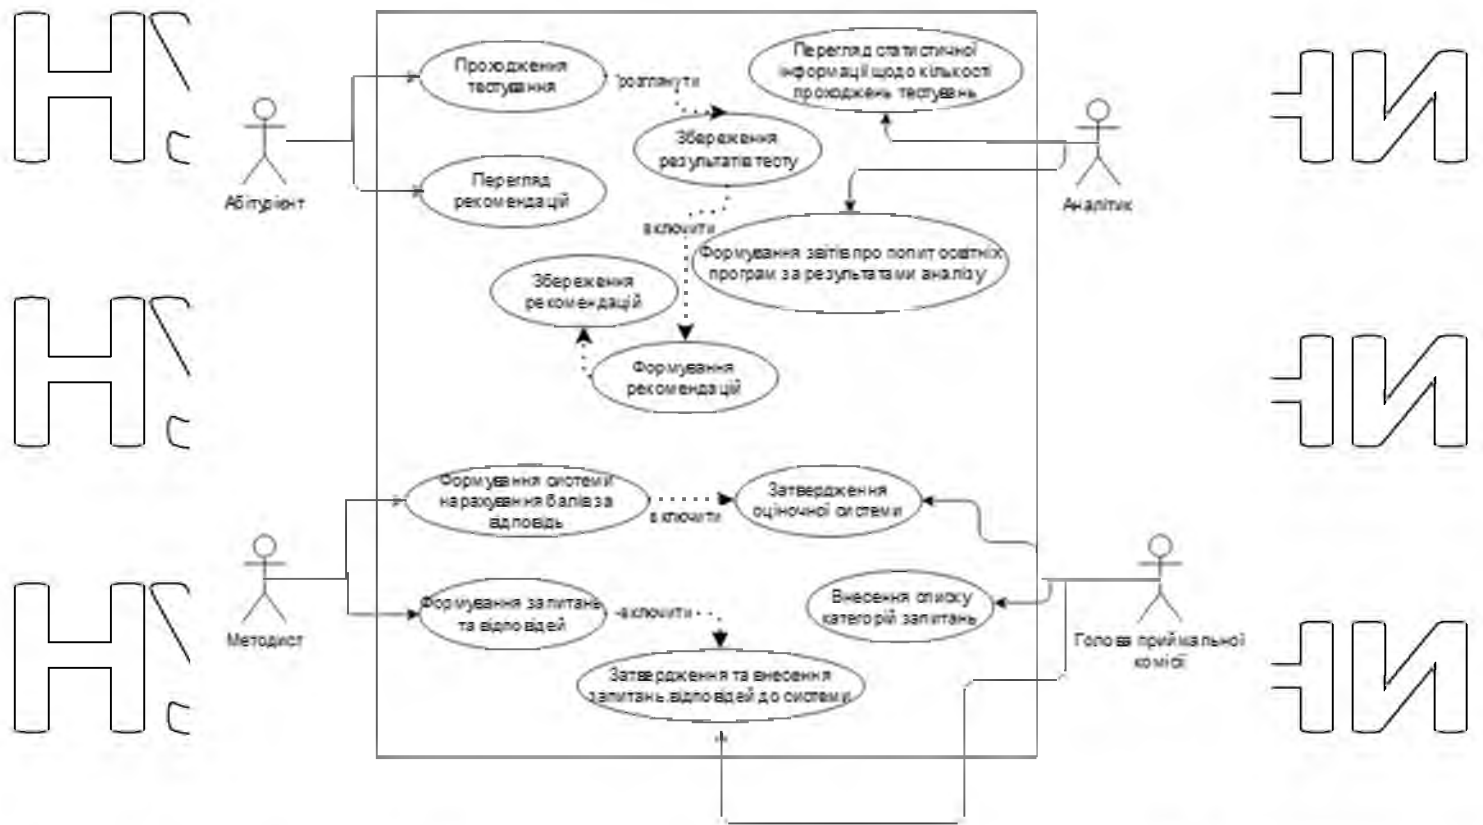 Проходження
тестування
розглянути
Перегляд статистичної
інформації щодо кількості
проходжень тестувань
Збереження
результатів тесту
Абітурієнт
Перегляд
рекомендацій
Аналітик
включити
Формування звітів про попит освітніх
програм за результатами аналізу
Збереження
рекомендацій
Формування
рекомендацій
Формування системи
нарахування балів за
відповідь
включити
Затвердження
оціночної системи
Методист
Формування запитань
та відповідей
включити
Внесення списку
категорій запитань
Голова приймальної
комісії
Затвердження та внесення
запитань.відповідей до системи